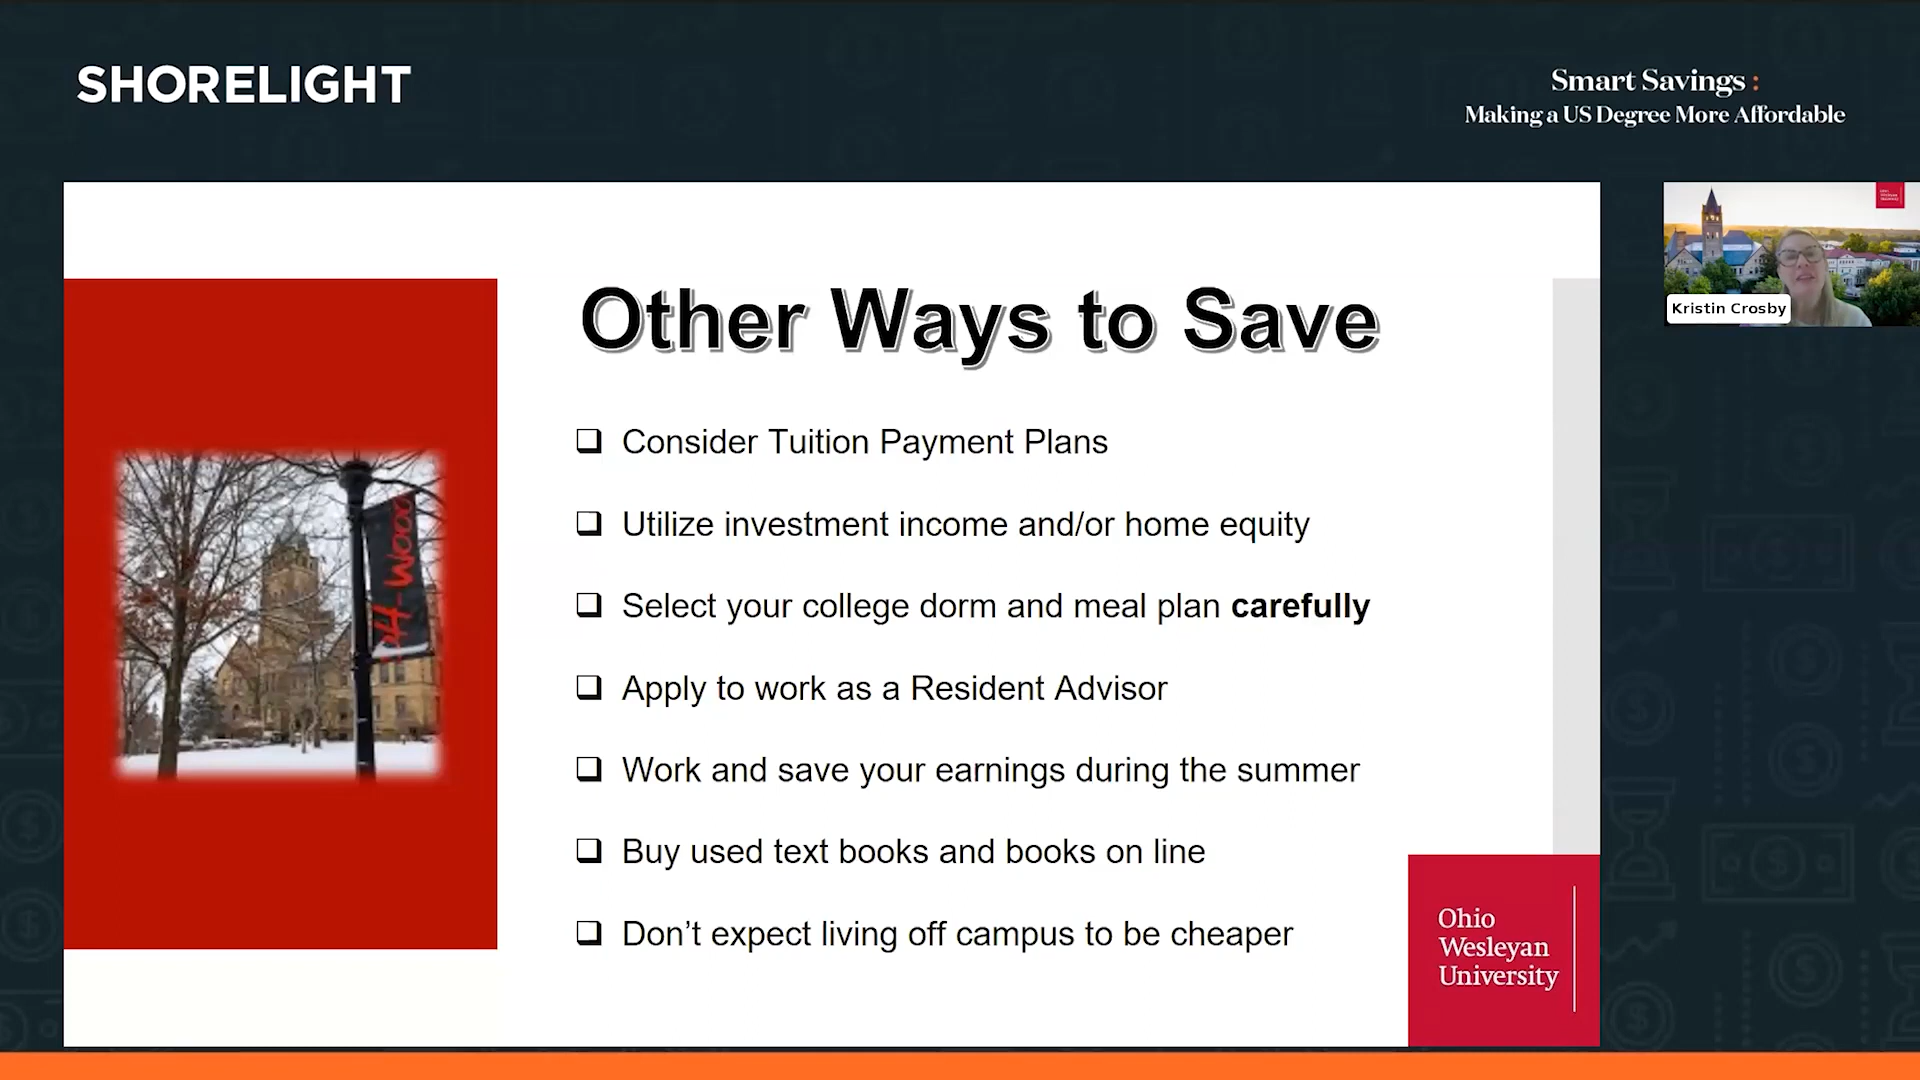 SHORELIGHT
Smart Savings :
Making a US Degree More Affordable
Kristin Crosby
Other Ways to Save
Consider Tuition Payment Plans
Utilize investment income and/or home equity
Select your college dorm and meal plan carefully
Apply to work as a Resident Advisor
Work and save your earnings during the summer
Buy used text books and books on line
Don’t expect living off campus to be cheaper
Ohio
Wesleyan
University